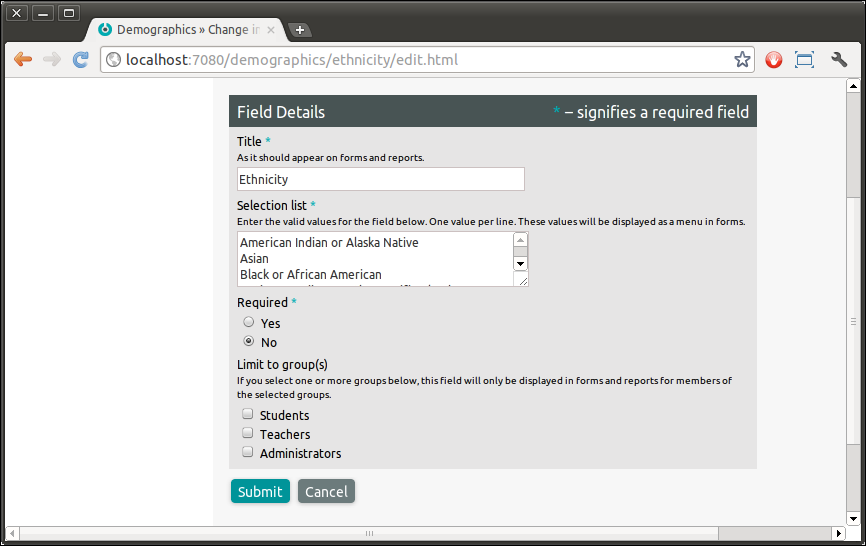 Demographics » Change in
localhost:7080/demographics/ethnicity/edit.html
Field Details
* – signifies a required field
Title *
As it should appear on forms and reports.
Ethnicity
Selection list *
Enter the valid values for the field below. One value per line. These values will be displayed as a menu in forms.
American Indian or Alaska Native
Asian
Black or African American
Required *
Yes
No
Limit to group(s)
If you select one or more groups below, this field will only be displayed in forms and reports for members of
the selected groups.
Students
Teachers
Administrators
Submit
Cancel